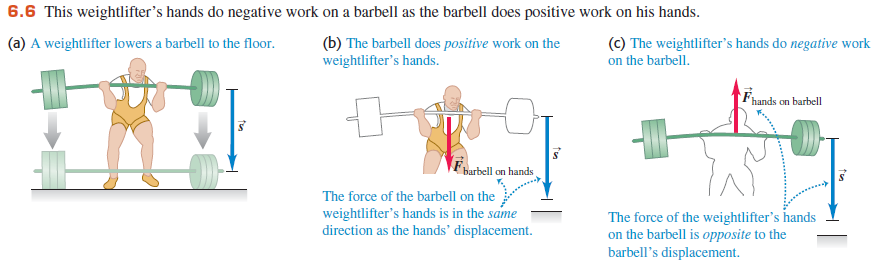 6.6 This weightlifter's hands do negative work on a barbell as the barbell does positive work on his hands.
(a) A weightlifter lowers a barbell to the floor.
s⃗
(b) The barbell does positive work on the
weightlifter's hands.
F⃗barbell on hands
s⃗
The force of the barbell on the
weightlifter's hands is in the same
direction as the hands' displacement.
(c) The weightlifter's hands do negative work
on the barbell.
F⃗hands on barbell
s⃗
The force of the weightlifter's hands
on the barbell is opposite to the
barbell's displacement.